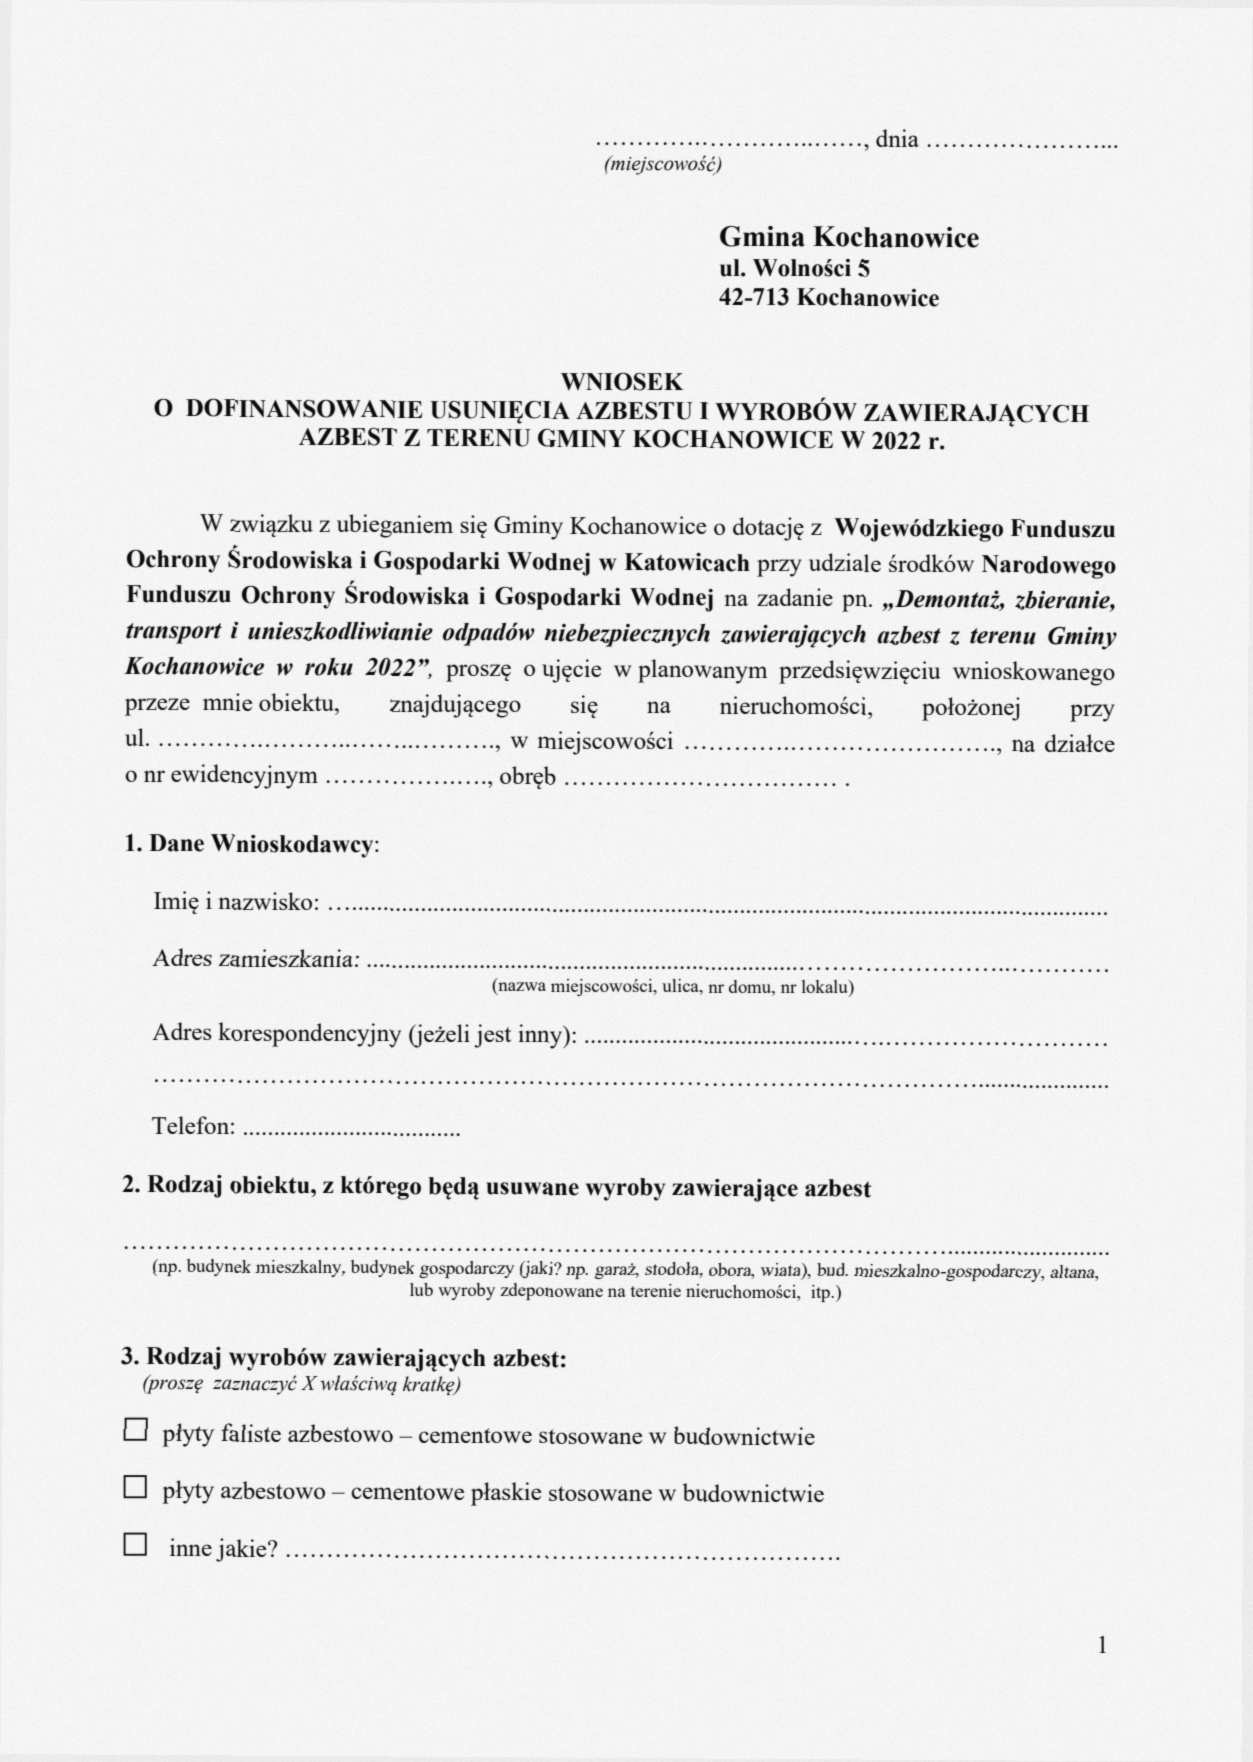 …………………………………, dnia ……………………...
(miejscowość)
Gmina Kochanowice
ul. Wolności 5
42-713 Kochanowice
WNIOSEK
O DOFINANSOWANIE USUNIĘCIA AZBESTU I WYROBÓW ZAWIERAJĄCYCH
AZBEST Z TERENU GMINY KOCHANOWICE W 2022 r.
W związku z ubieganiem się Gminy Kochanowice o dotację z Wojewódzkiego Funduszu
Ochrony Środowiska i Gospodarki Wodnej w Katowicach przy udziale środków Narodowego
Funduszu Ochrony Środowiska i Gospodarki Wodnej na zadanie pn. „Demontaż, zbieranie,
transport i unieszkodliwianie odpadów niebezpiecznych zawierających azbest z terenu Gminy
Kochanowice w roku 2022”, proszę o ujęcie w planowanym przedsięwzięciu wnioskowanego
przeze mnie obiektu, znajdującego się na nieruchomości, położonej przy
ul. ……………………………………, w miejscowości …………………………………, na działce
o nr ewidencyjnym …………………, obręb …………………………… .
1. Dane Wnioskodawcy:
Imię i nazwisko: …........................................................................................................................
Adres zamieszkania: .....................................................................………………………………
(nazwa miejscowości, ulica, nr domu, nr lokalu)
Adres korespondencyjny (jeżeli jest inny): ............................................……………………………
………………………………………………………………………………………….....................
Telefon: ...................................
2. Rodzaj obiektu, z którego będą usuwane wyroby zawierające azbest
…………………………………………………………………………………………..........................
(np. budynek mieszkalny, budynek gospodarczy (jaki? np. garaż, stodoła, obora, wiata), bud. mieszkalno-gospodarczy, altana,
lub wyroby zdeponowane na terenie nieruchomości, itp.)
3. Rodzaj wyrobów zawierających azbest:
(proszę zaznaczyć X właściwą kratkę)
☐ płyty faliste azbestowo – cementowe stosowane w budownictwie
☐ płyty azbestowo – cementowe płaskie stosowane w budownictwie
☐ inne jakie? ……………………………………………………………
1